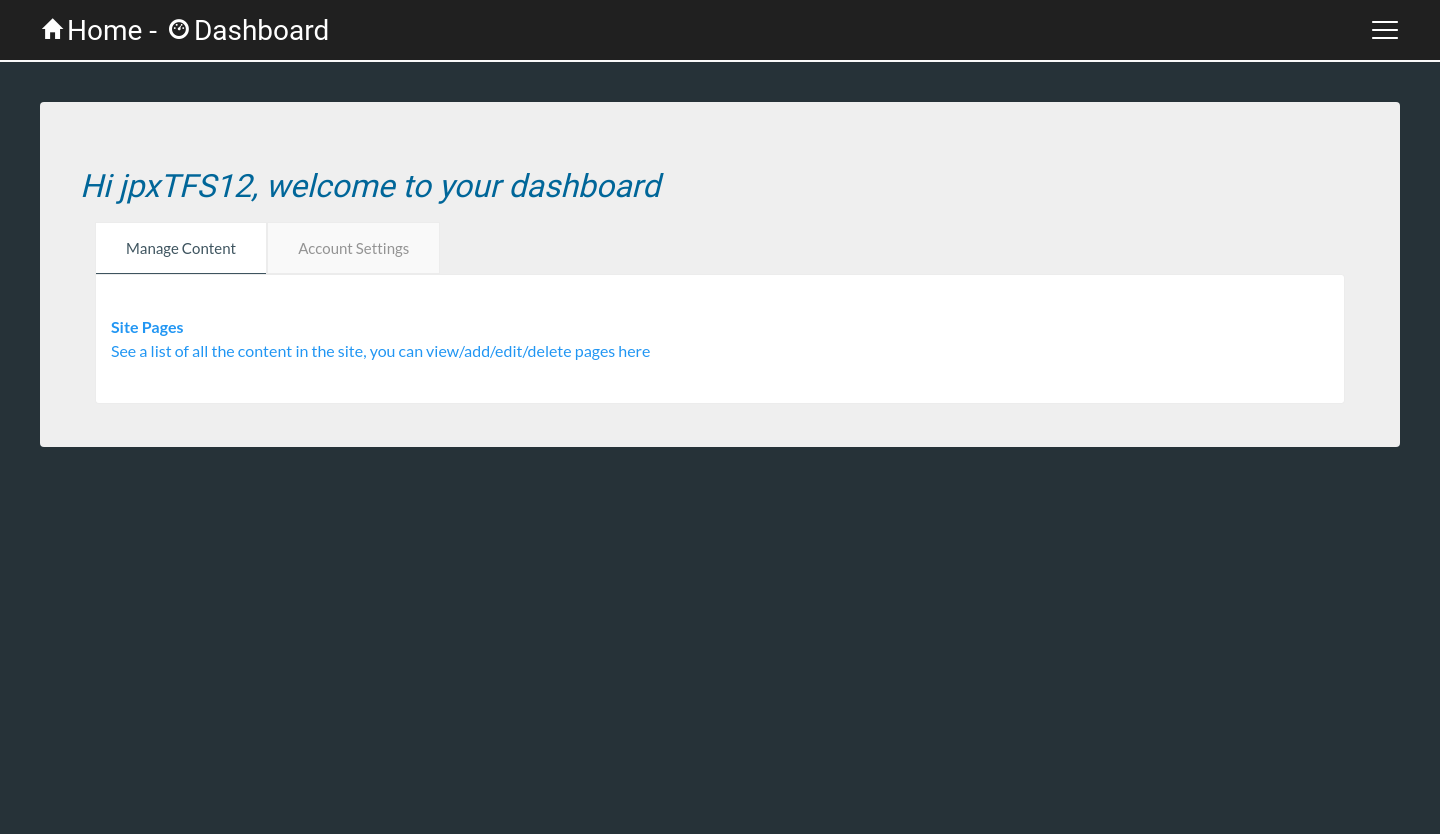 Home - Dashboard
Hi jpxTFS12, welcome to your dashboard
Manage Content
Account Settings
Site Pages
See a list of all the content in the site, you can view/add/edit/delete pages here